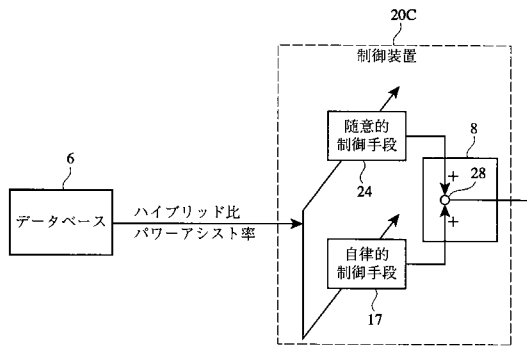 20C
制御装置
随意的
制御手段
24
8
+
28
+
6
データベース
ハイブリッド比
パワーアシスト率
自律的
制御手段
17